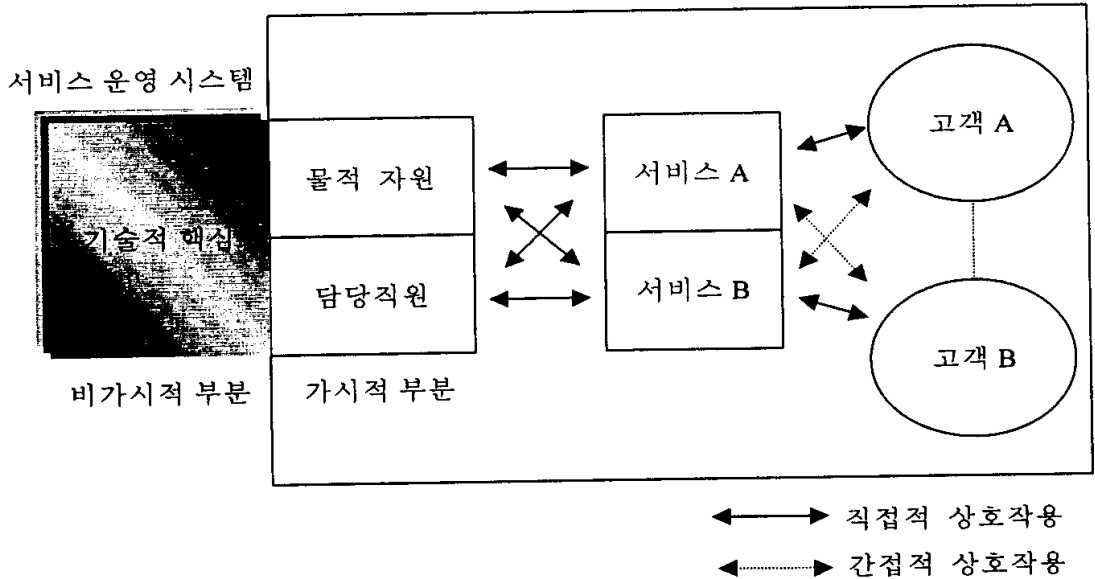 서비스 운영 시스템
기술적 핵심
비가시적 부분
물적 자원
담당직원
가시적 부분
서비스 A
서비스 B
고객 A
고객 B
직접적 상호작용
간접적 상호작용